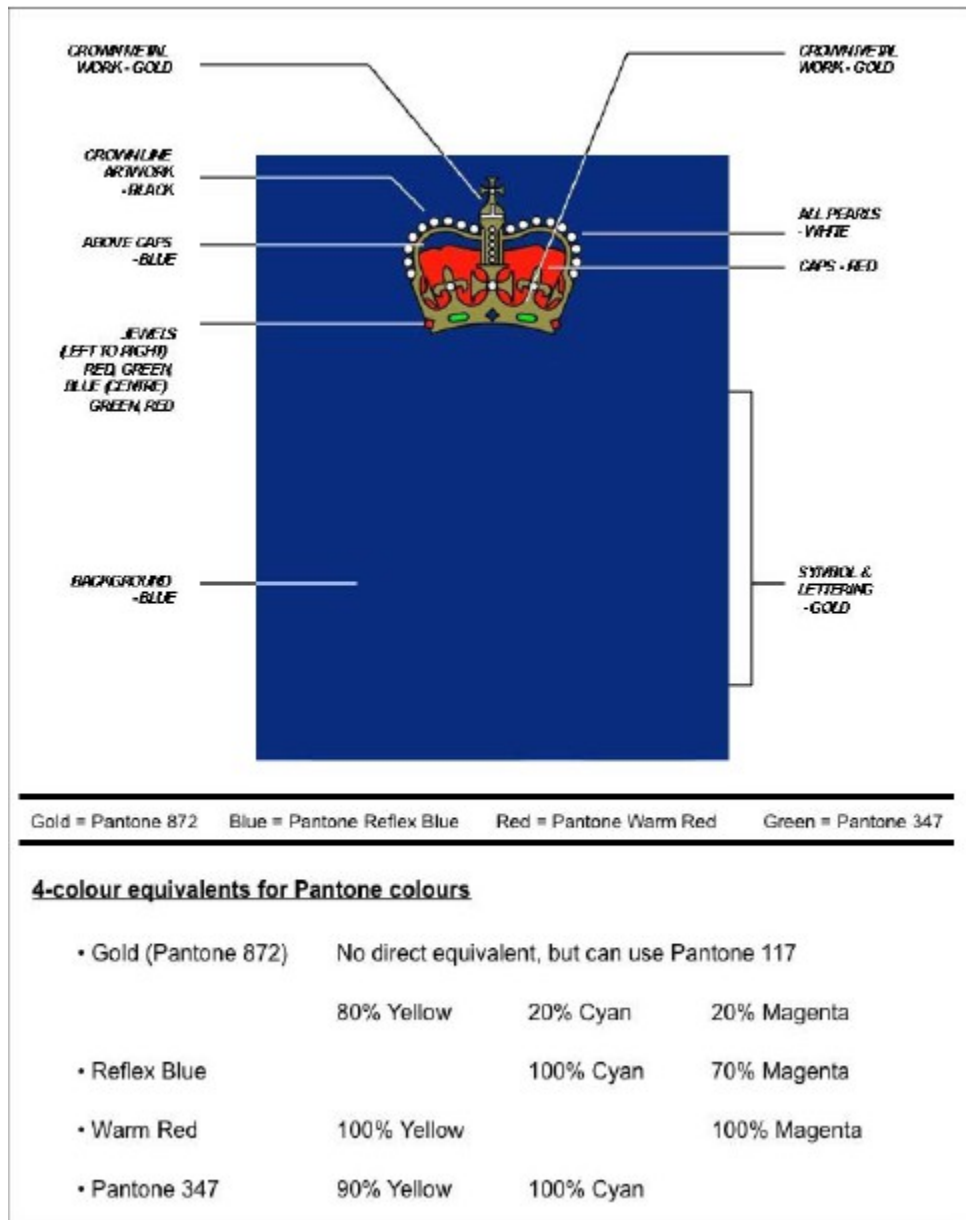 CROWN METAL
WORK - GOLD
CROWN METAL
WORK - GOLD
CROWN LINE
ARTWORK
- BLACK
ALL PEARLS
- WHITE
ABOVE CAPS
- BLUE
CAPS - RED
JEWELS
(LEFT TO RIGHT)
RED, GREEN,
BLUE (CENTRE)
GREEN, RED
BACKGROUND
- BLUE
SYMBOL &
LETTERING
- GOLD
Gold = Pantone 872 Blue = Pantone Reflex Blue Red = Pantone Warm Red Green = Pantone 347
4-colour equivalents for Pantone colours
• Gold (Pantone 872) No direct equivalent, but can use Pantone 117
80% Yellow 20% Cyan 20% Magenta
• Reflex Blue 100% Cyan 70% Magenta
• Warm Red 100% Yellow 100% Magenta
• Pantone 347 90% Yellow 100% Cyan